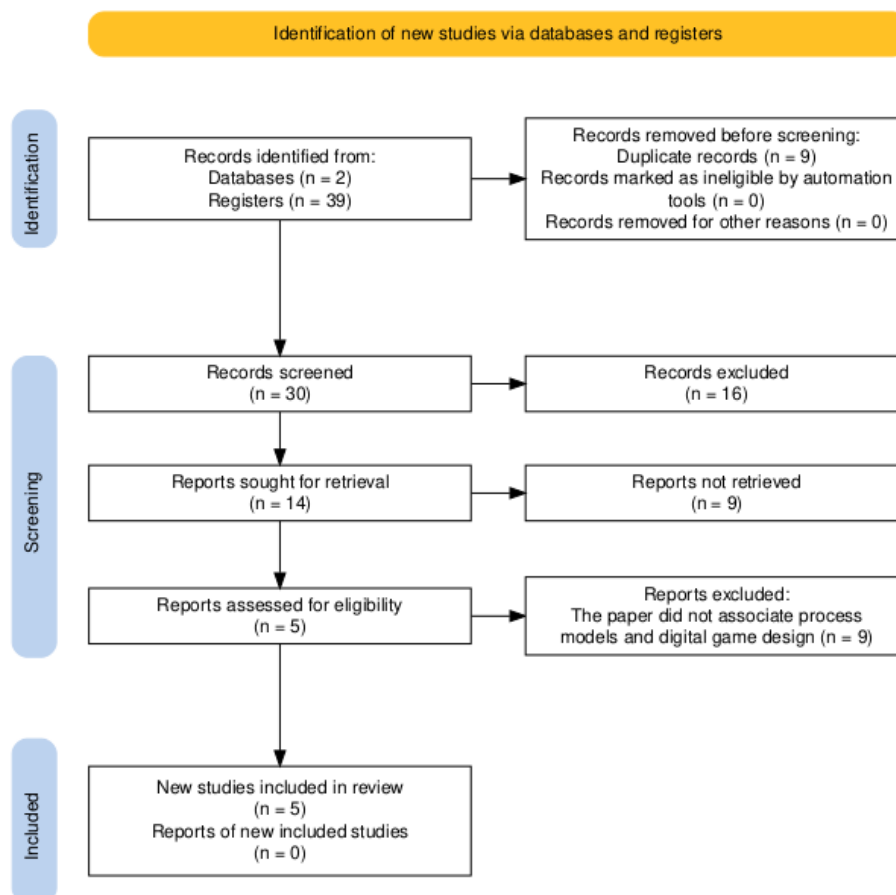 Identification of new studies via databases and registers
Identification
Records identified from:
Databases (n = 2)
Registers (n = 39)
Records removed before screening:
Duplicate records (n = 9)
Records marked as ineligible by automation
tools (n = 0)
Records removed for other reasons (n = 0)
Screening
Records screened
(n = 30)
Records excluded
(n = 16)
Reports sought for retrieval
(n = 14)
Reports not retrieved
(n = 9)
Reports assessed for eligibility
(n = 5)
Reports excluded:
The paper did not associate process
models and digital game design (n = 9)
Included
New studies included in review
(n = 5)
Reports of new included studies
(n = 0)